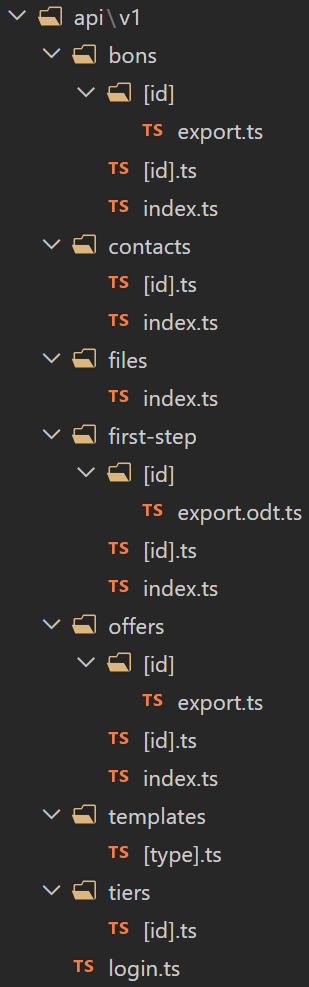 api\v1
bons
[id]
TS export.ts
TS [id].ts
TS index.ts
contacts
TS [id].ts
TS index.ts
files
TS index.ts
first-step
[id]
TS export.odt.ts
TS [id].ts
TS index.ts
offers
[id]
TS export.ts
TS [id].ts
TS index.ts
templates
TS [type].ts
tiers
TS [id].ts
TS login.ts